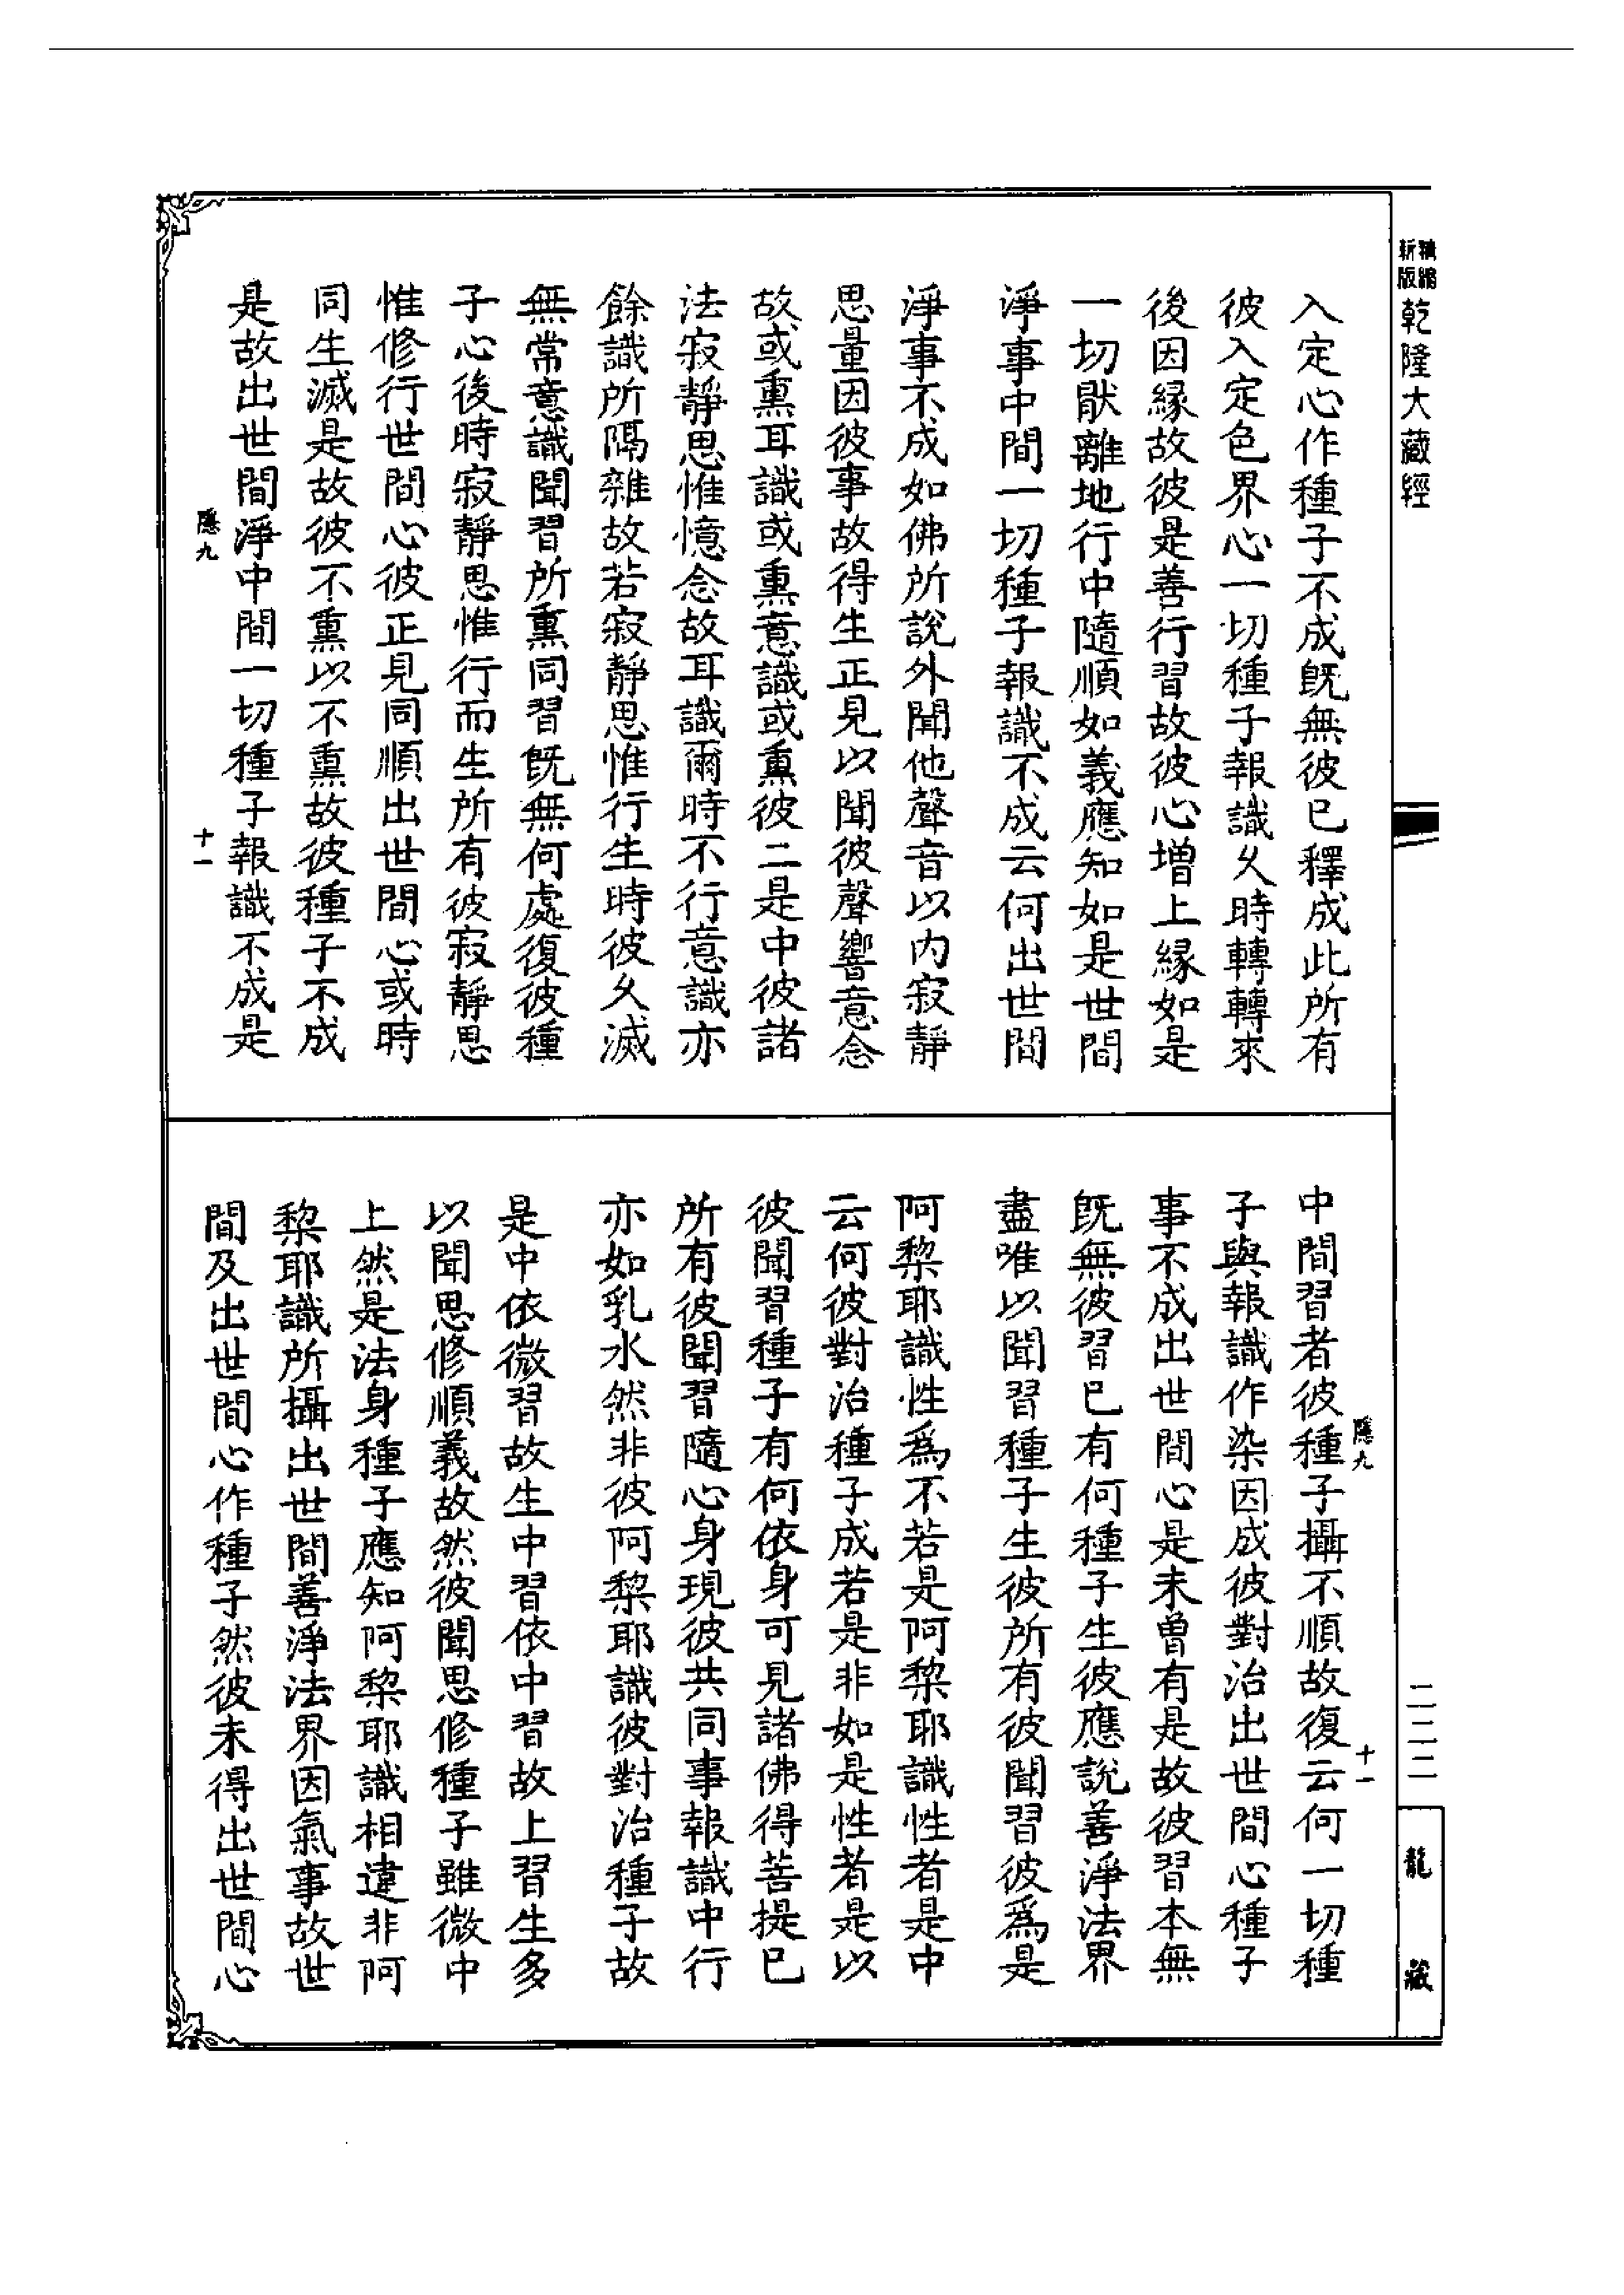 精縮新版
乾隆大藏經
入定心作種子不成既無彼已釋成此所有
彼入定色界心一切種子報識久時轉轉來
後因緣故彼是善行習故彼心增上緣如是
一切猒離地行中隨順如義應知如是世間
淨事中間一切種子報識不成云何出世間
淨事不成如佛所說外聞他聲音以內寂靜
思量因彼事故得生正見以聞彼聲響意念
故或熏耳識或熏意識或熏彼二是中彼諸
法寂靜思惟憶念故耳識爾時不行意識亦
餘識所隔雜故若寂靜思惟行生時彼久滅
無常意識聞習所熏同習既無何處復彼種
子心後時寂靜思惟行而生所有彼寂靜思
惟修行世間心彼正見同順出世間心或時
同生滅是故彼不熏以不熏故彼種子不成
是故出世間淨中間一切種子報識不成是
隱九
十一
隱九
十一
中間習者彼種子攝不順故復云何一切種
子與報識作染因成彼對治出世間心種子
事不成出世間心是未曾有是故彼習本無
既無彼習已有何種子生彼應說善淨法界
盡唯以聞習種子生彼所有彼聞習彼為是
阿犂耶識性為不若是阿犂耶識性者是中
云何彼對治種子成若是非如是性者是以
彼聞習種子有何依身可見諸佛得菩提已
所有彼聞習隨心身現彼共同事報識中行
亦如乳水然非彼阿犂耶識彼對治種子故
是中依微習故生中習依中習故上習生多
以聞思修順義故然彼聞思修種子雖微中
上然是法身種子應知阿犂耶識相違非阿
犂耶識所攝出世間善淨法界因氣事故世
間及出世間心作種子然彼未得出世間心
二二二
龍藏